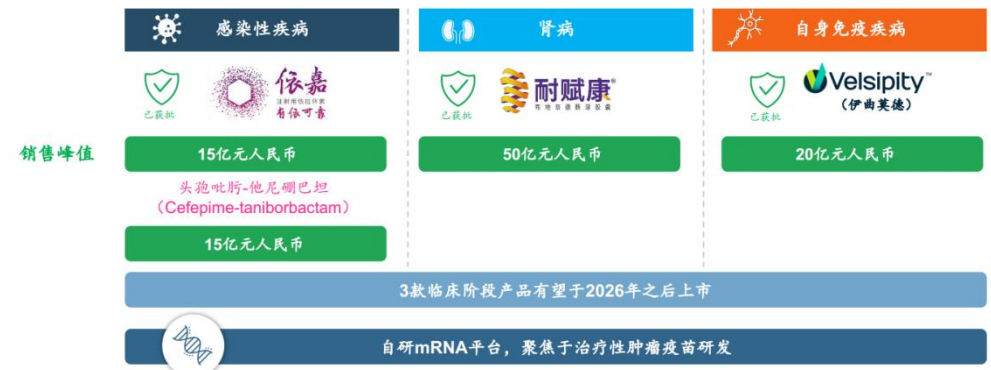 感染性疾病
肾病
自身免疫疾病
已获批
依嘉
注射用依拉环素
有依可靠
已获批
耐赋康®
布地奈德肠溶胶囊
已获批
Velsipity™
(伊曲莫德)
销售峰值
15亿元人民币
50亿元人民币
20亿元人民币
头孢吡肟-他尼硼巴坦
(Cefepime-taniborbactam)
15亿元人民币
3款临床阶段产品有望于2026年之后上市
自研mRNA平台，聚焦于治疗性肿瘤疫苗研发